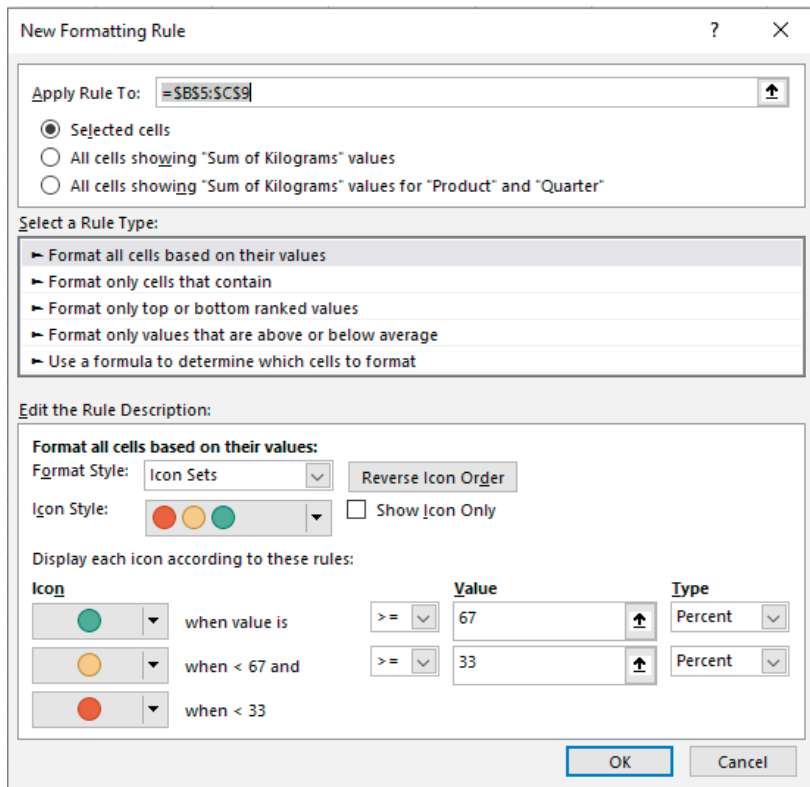 New Formatting Rule ?
Apply Rule To: =$B$5:$C$9
Selected cells
All cells showing "Sum of Kilograms" values
All cells showing "Sum of Kilograms" values for "Product" and "Quarter"
Select a Rule Type:
► Format all cells based on their values
► Format only cells that contain
► Format only top or bottom ranked values
► Format only values that are above or below average
► Use a formula to determine which cells to format
Edit the Rule Description:
Format all cells based on their values:
Format Style: Icon Sets Reverse Icon Order
Icon Style: Show Icon Only
Display each icon according to these rules:
Icon Value Type
when value is >= 67 Percent
when < 67 and >= 33 Percent
when < 33
OK Cancel